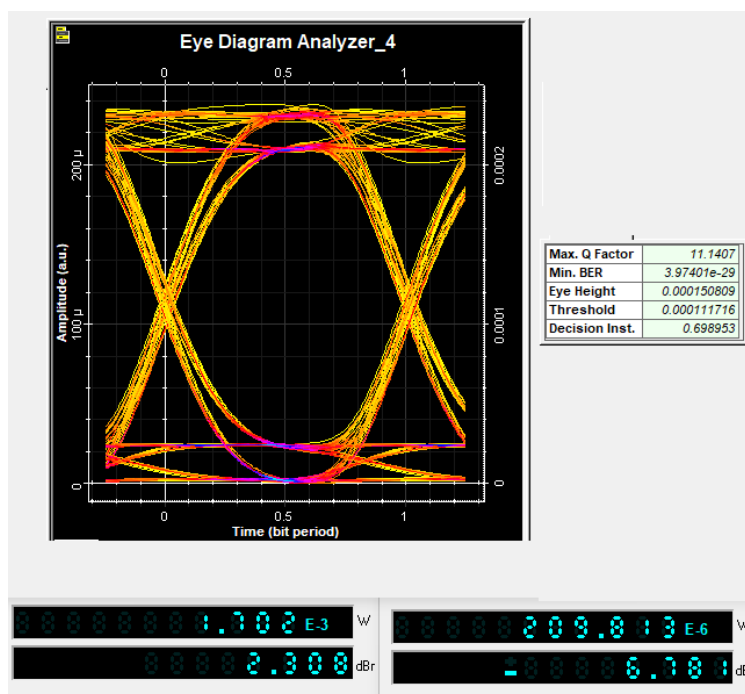 Eye Diagram Analyzer_4
0 0.5 1
200 µ
100 µ
0
Amplitude (a.u.)
0.0002
0.0001
0
0 0.5 1
Time (bit period)
Max. Q Factor 11.1407
Min. BER 3.97401e-29
Eye Height 0.000150809
Threshold 0.000111716
Decision Inst. 0.698953
1.702 E-3 W
2.308 dBr
209.813 E-6 W
- 6.781